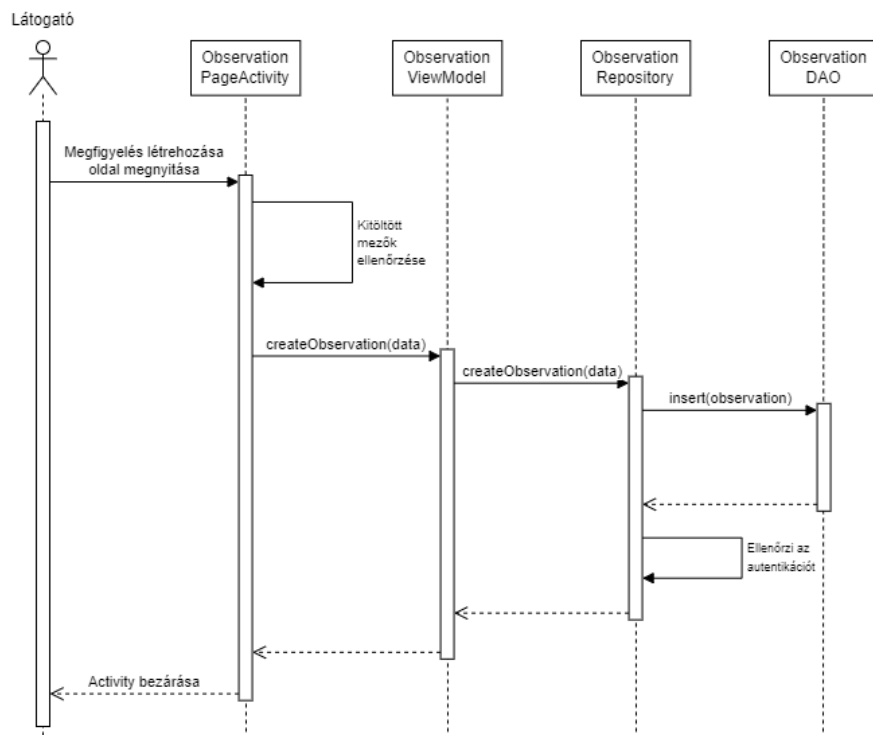 Látogató
Observation
PageActivity
Observation
ViewModel
Observation
Repository
Observation
DAO
Megfigyelés létrehozása
oldal megnyitása
Kitöltött
mezők
ellenőrzése
createObservation(data)
createObservation(data)
insert(observation)
Ellenőrzi az
autentikációt
Activity bezárása